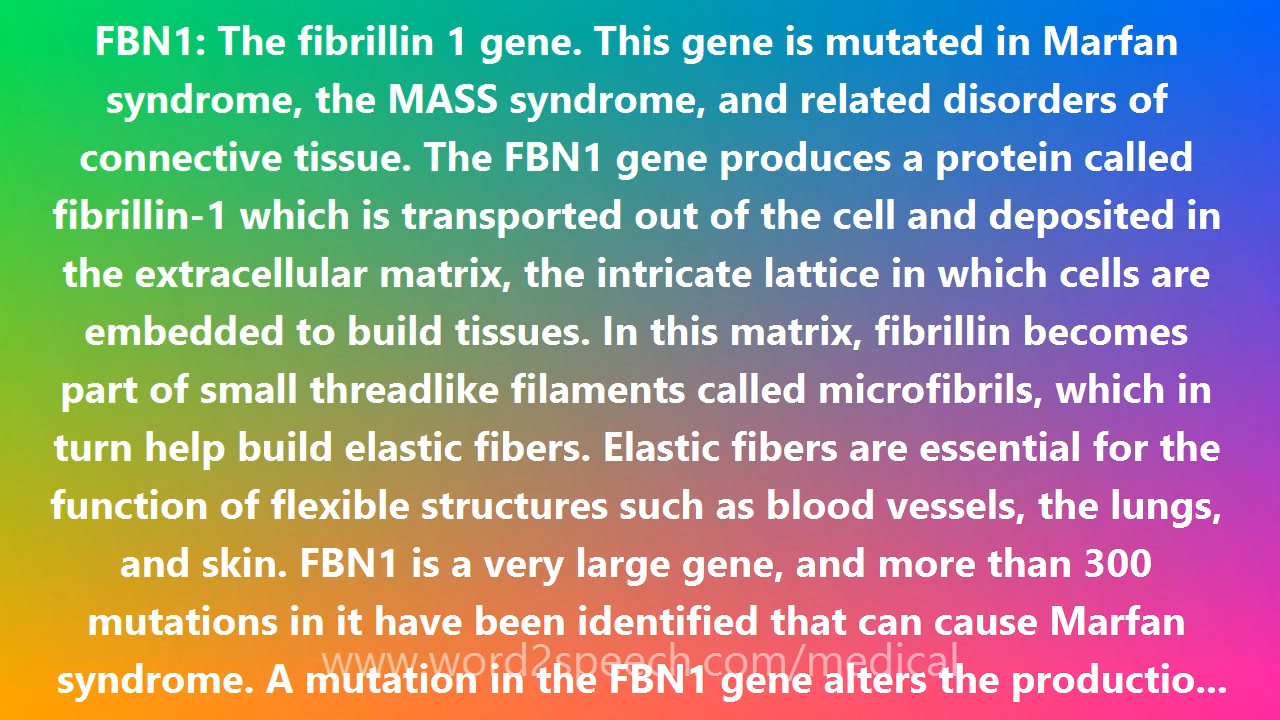 FBN1: The fibrillin 1 gene. This gene is mutated in Marfan
syndrome, the MASS syndrome, and related disorders of
connective tissue. The FBN1 gene produces a protein called
fibrillin-1 which is transported out of the cell and deposited in
the extracellular matrix, the intricate lattice in which cells are
embedded to build tissues. In this matrix, fibrillin becomes
part of small threadlike filaments called microfibrils, which in
turn help build elastic fibers. Elastic fibers are essential for the
function of flexible structures such as blood vessels, the lungs,
and skin. FBN1 is a very large gene, and more than 300
mutations in it have been identified that can cause Marfan
www.word2speech.com/medical
syndrome. A mutation in the FBN1 gene alters the productio...